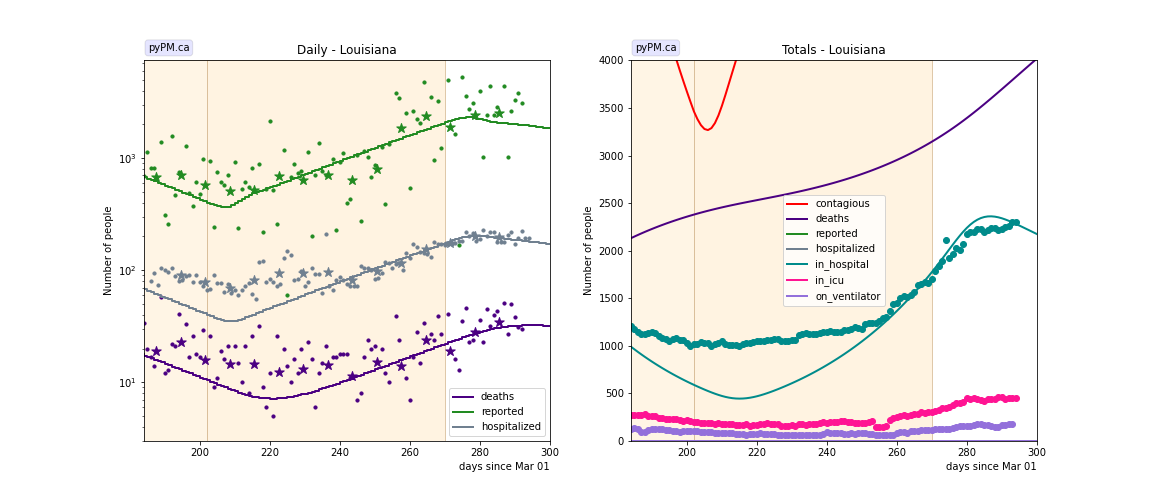 pyPM.ca
Daily - Louisiana
Number of people
10³
10²
10¹
200
220
240
260
280
300
days since Mar 01
deaths
reported
hospitalized
pyPM.ca
Totals - Louisiana
Number of people
4000
3500
3000
2500
2000
1500
1000
500
0
200
220
240
260
280
300
days since Mar 01
contagious
deaths
reported
hospitalized
in_hospital
in_icu
on_ventilator